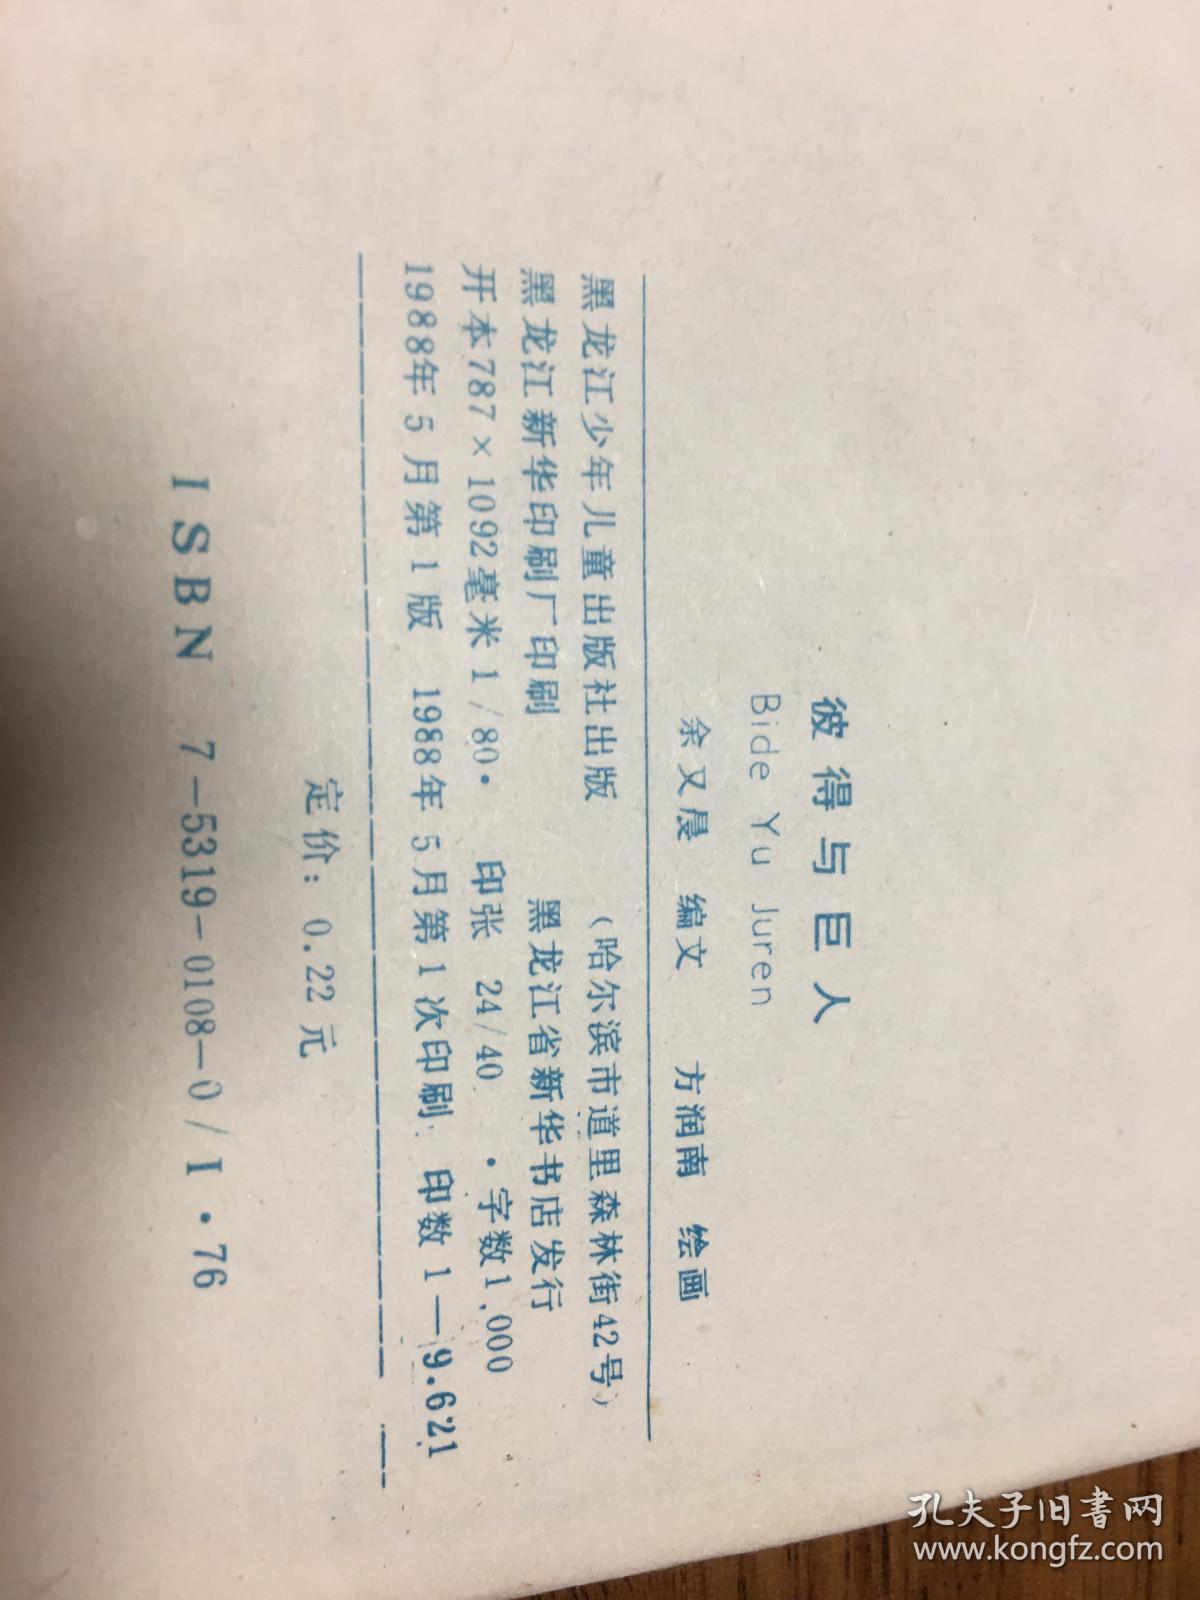 彼得与巨人
Bide Yu Juren
余又晨 编文 方润南 绘画
黑龙江少年儿童出版社出版 (哈尔滨市道里森林街42号)
黑龙江新华印刷厂印刷 黑龙江省新华书店发行
开本787×1092毫米1/80· 印张 24/40 ·字数1,000
1988年5月第1版 1988年5月第1次印刷 印数1—9.621
定价: 0.22元
ISBN 7-5319-0108-0/I·76
孔夫子旧書网
www.kongfz.com